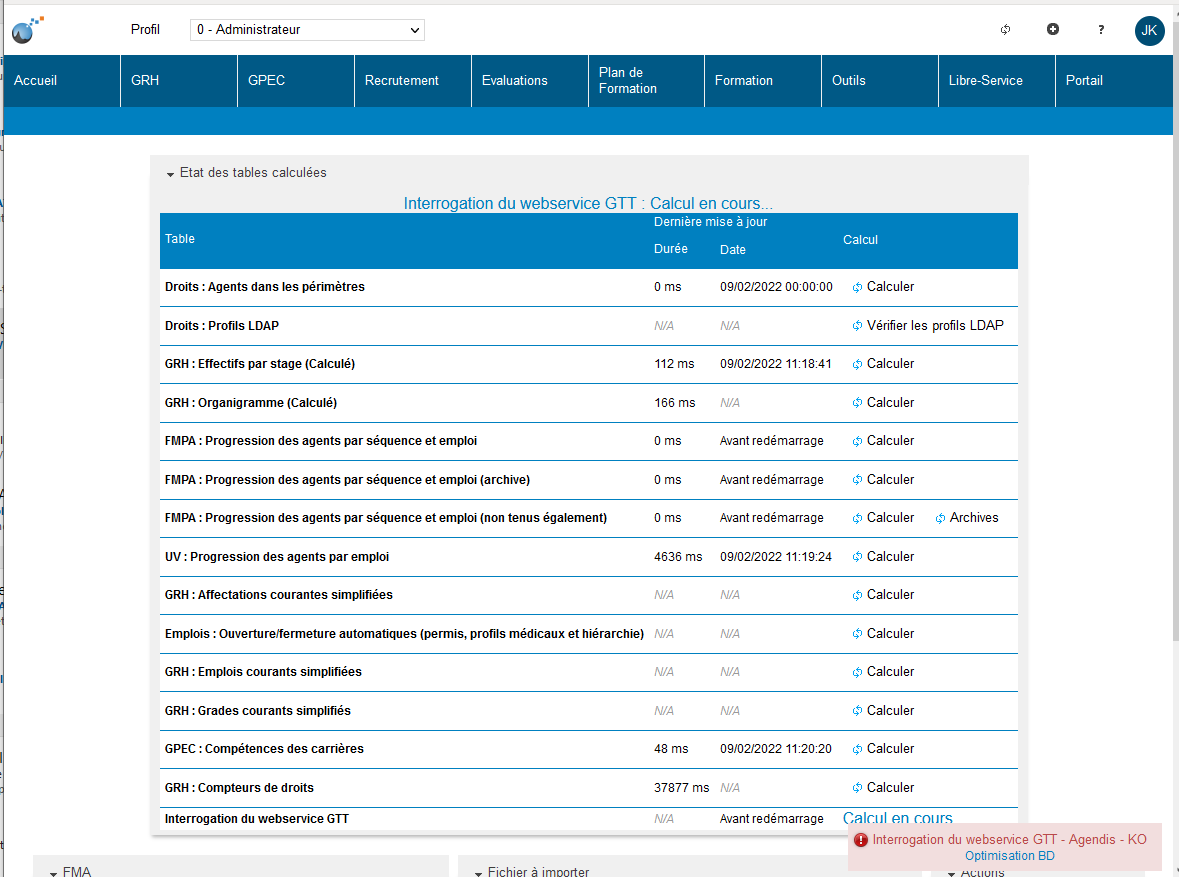 Profil 0 - Administrateur ? JK
Accueil GRH GPEC Recrutement Evaluations Plan de Formation Formation Outils Libre-Service Portail
Etat des tables calculées
Interrogation du webservice GTT : Calcul en cours...
Table Dernière mise à jour Calcul
Durée Date
Droits : Agents dans les périmètres 0 ms 09/02/2022 00:00:00 Calculer
Droits : Profils LDAP N/A N/A Vérifier les profils LDAP
GRH : Effectifs par stage (Calculé) 112 ms 09/02/2022 11:18:41 Calculer
GRH : Organigramme (Calculé) 166 ms N/A Calculer
FMPA : Progression des agents par séquence et emploi 0 ms Avant redémarrage Calculer
FMPA : Progression des agents par séquence et emploi (archive) 0 ms Avant redémarrage Calculer
FMPA : Progression des agents par séquence et emploi (non tenus également) 0 ms Avant redémarrage Calculer Archives
UV : Progression des agents par emploi 4636 ms 09/02/2022 11:19:24 Calculer
GRH : Affectations courantes simplifiées N/A N/A Calculer
Emplois : Ouverture/fermeture automatiques (permis, profils médicaux et hiérarchie) N/A N/A Calculer
GRH : Emplois courants simplifiées N/A N/A Calculer
GRH : Grades courants simplifiés N/A N/A Calculer
GPEC : Compétences des carrières 48 ms 09/02/2022 11:20:20 Calculer
GRH : Compteurs de droits 37877 ms N/A Calculer
Interrogation du webservice GTT N/A Avant redémarrage Calcul en cours
Interrogation du webservice GTT - Agendis - KO
Optimisation BD
FMA Fichier à importer Actions